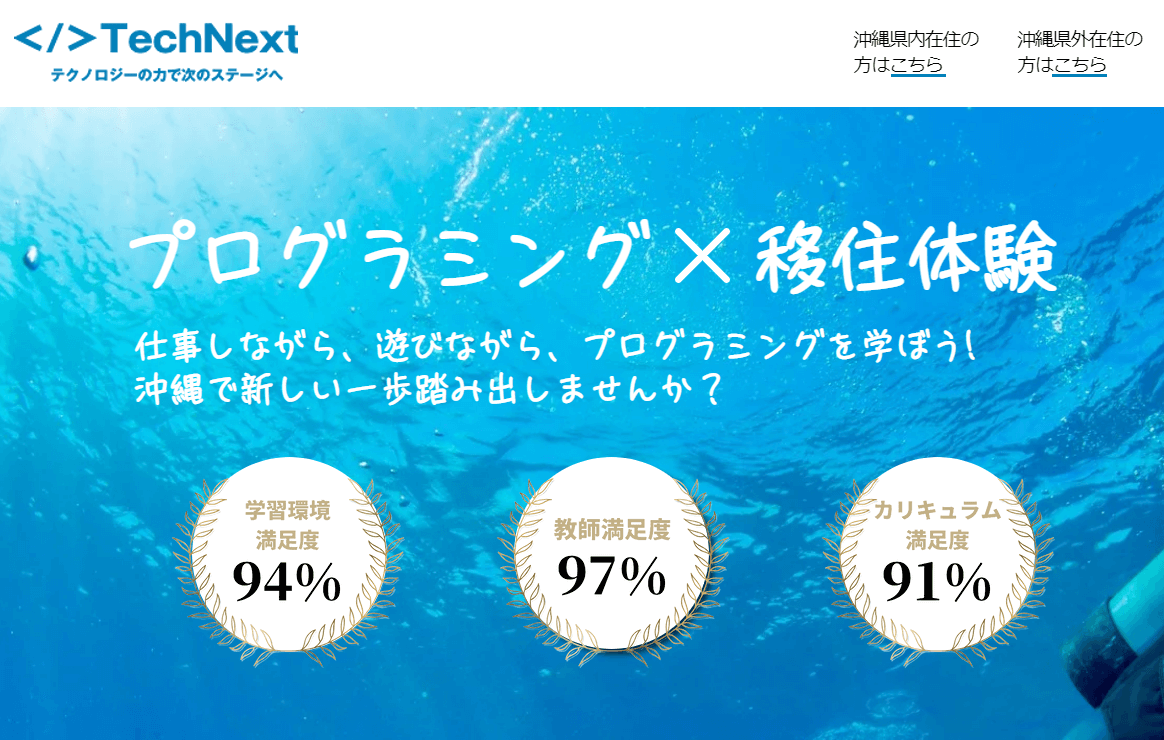 </>TechNext
テクノロジーの力で次のステージへ
沖縄県内在住の
方はこちら
沖縄県外在住の
方はこちら
プログラミング×移住体験
仕事しながら、遊びながら、プログラミングを学ぼう!
沖縄で新しい一歩踏み出しませんか？
学習環境
満足度
94%
教師満足度
97%
カリキュラム
満足度
91%